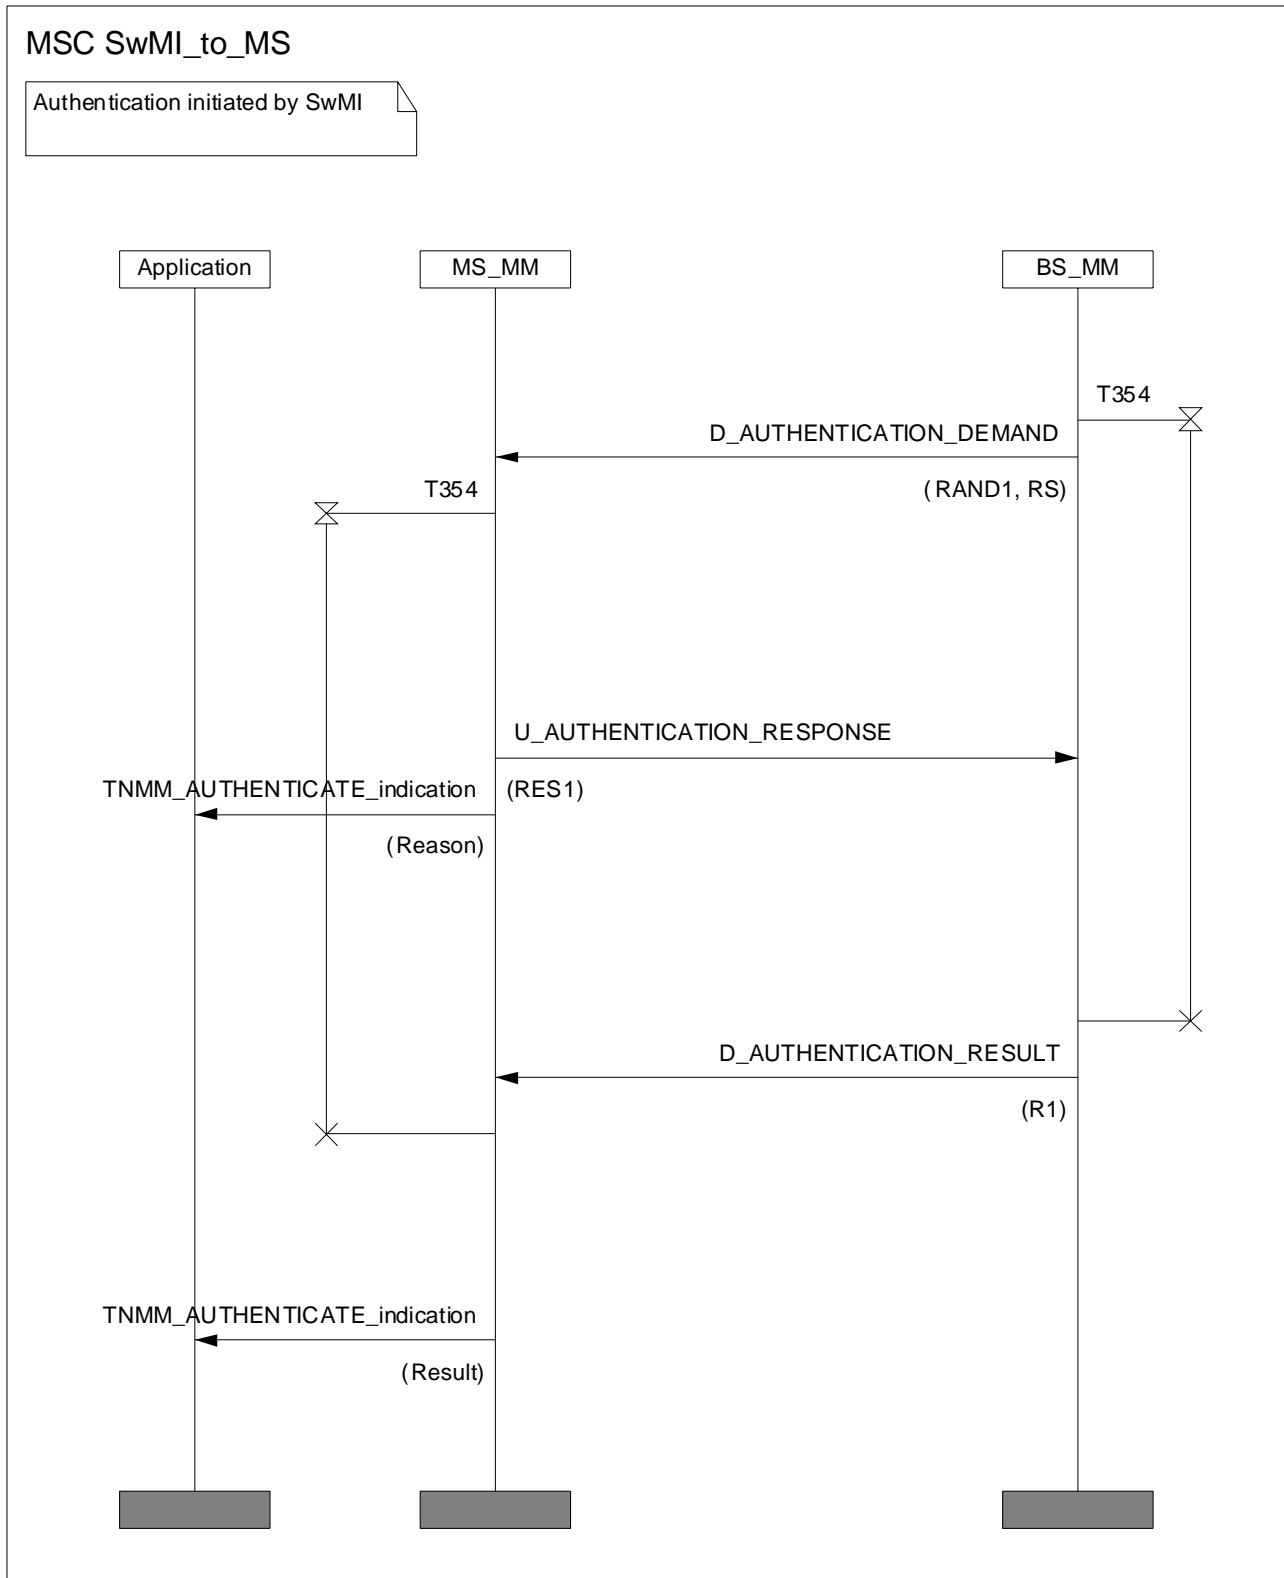 MSC SwMI_to_MS
Authentication initiated by SwMI
Application
MS_MM
BS_MM
T354
D_AUTHENTICATION_DEMAND
T354
(RAND1, RS)
U_AUTHENTICATION_RESPONSE
TNMM_AUTHENTICATE_indication
(RES1)
(Reason)
D_AUTHENTICATION_RESULT
(R1)
TNMM_AUTHENTICATE_indication
(Result)